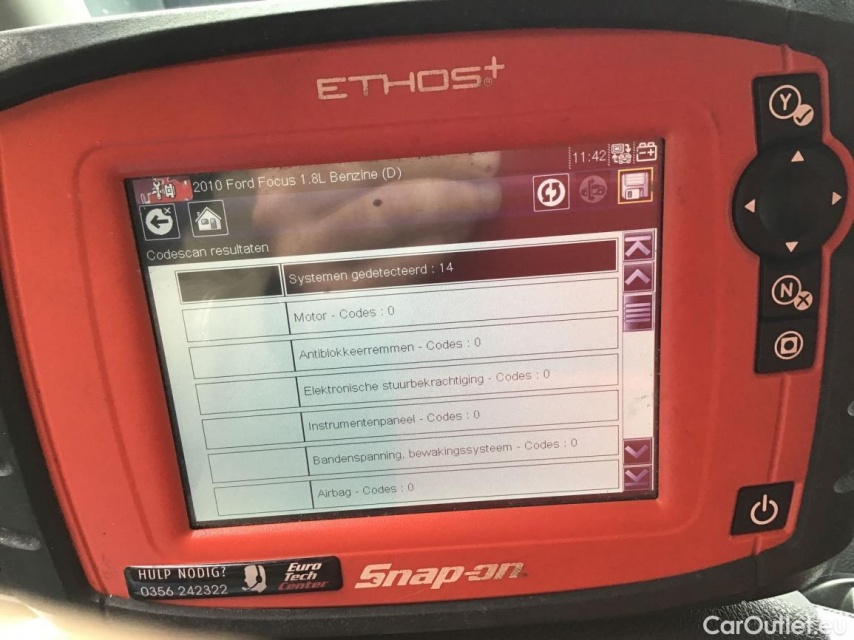 ETHOS+
11:42
2010 Ford Focus 1.8L Benzine (D)
Codescan resultaten
Systemen gedetecteerd : 14
Motor - Codes : 0
Antiblokkeerremmen - Codes : 0
Elektronische stuurbekrachtiging - Codes : 0
Instrumentenpaneel - Codes : 0
Bandenspanning, bewakingssysteem - Codes : 0
Airbag - Codes : 0
Y
N
HULP NODIG?
0356 242322
Euro
Tech
Center
Snap-on
CarOutlet.eu